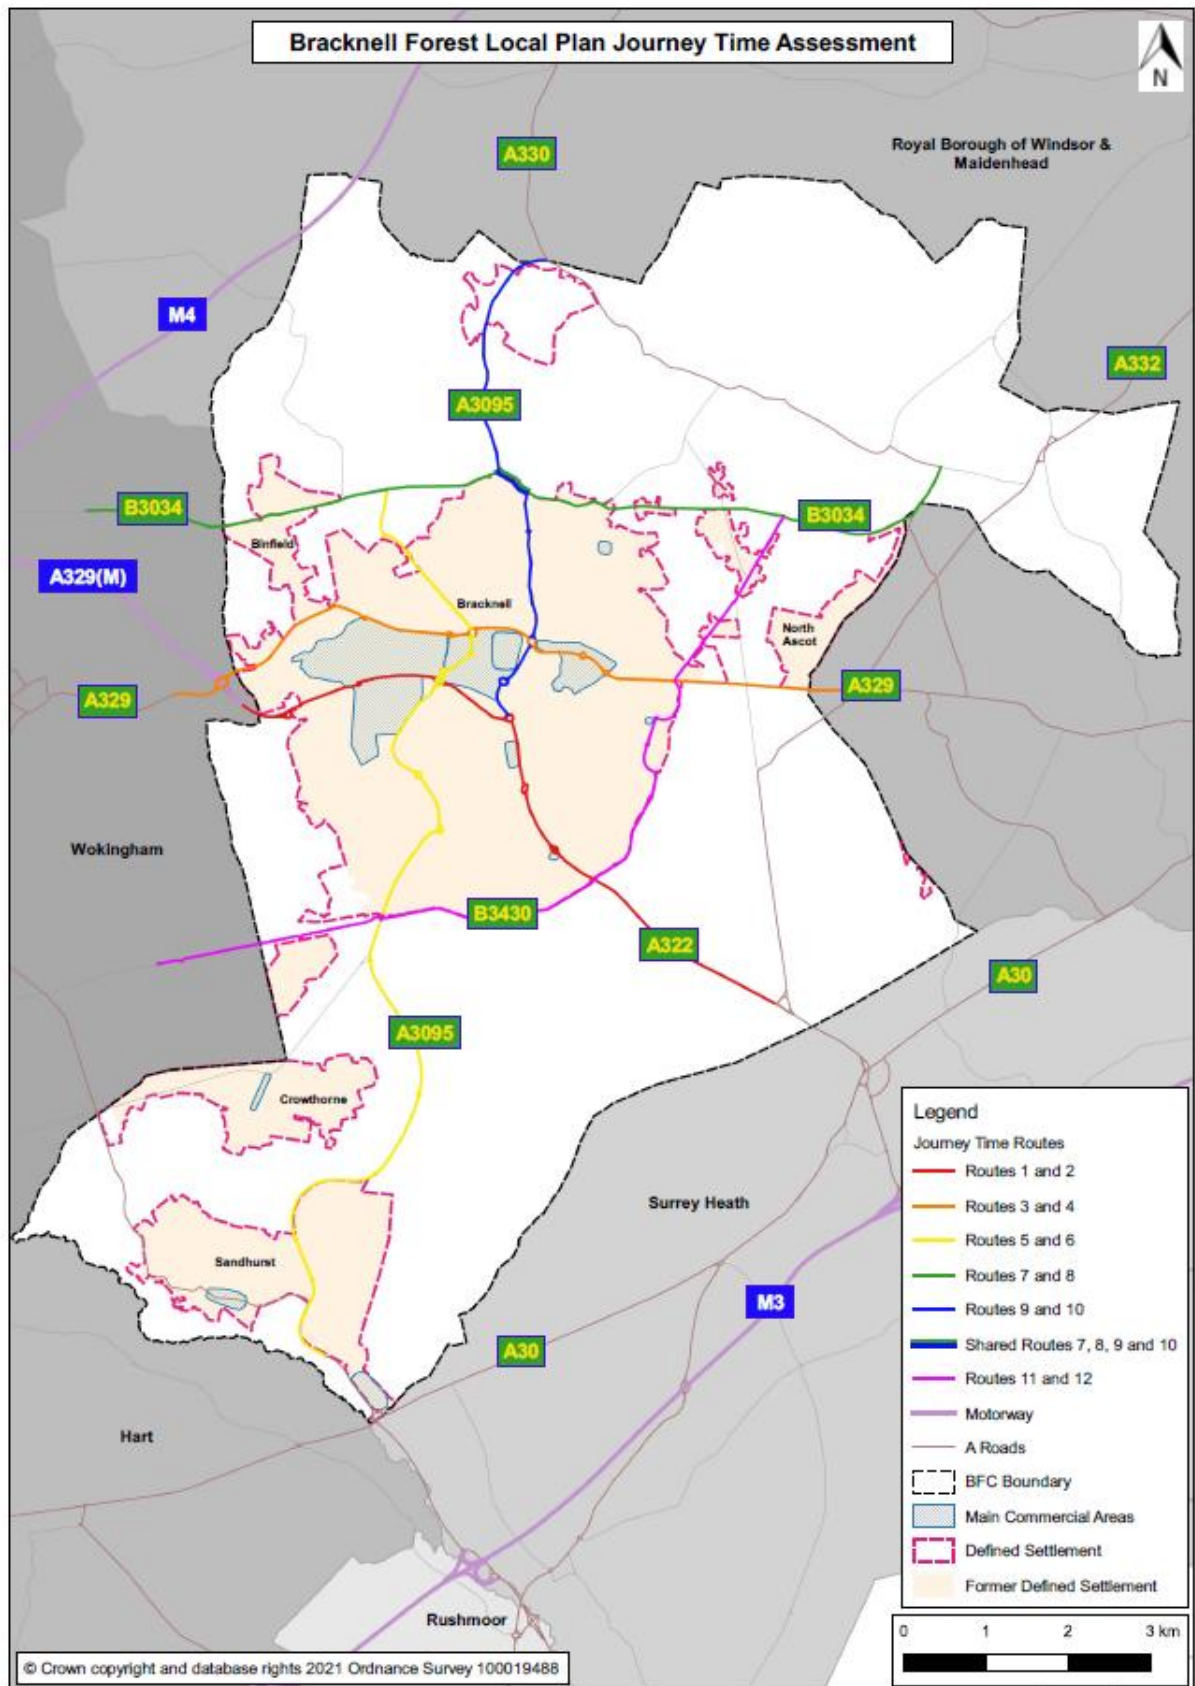 Bracknell Forest Local Plan Journey Time Assessment
N
A330
Royal Borough of Windsor &
Maidenhead
M4
A332
A3095
B3034
B3034
Binfield
A329(M)
Bracknell
North
Ascot
A329
A329
Wokingham
B3430
A322
A30
A3095
Crowthorne
Surrey Heath
Sandhurst
M3
A30
Hart
Rushmoor
Legend
Journey Time Routes
Routes 1 and 2
Routes 3 and 4
Routes 5 and 6
Routes 7 and 8
Routes 9 and 10
Shared Routes 7, 8, 9 and 10
Routes 11 and 12
Motorway
A Roads
BFC Boundary
Main Commercial Areas
Defined Settlement
Former Defined Settlement
0 1 2 3 km
© Crown copyright and database rights 2021 Ordnance Survey 100019488